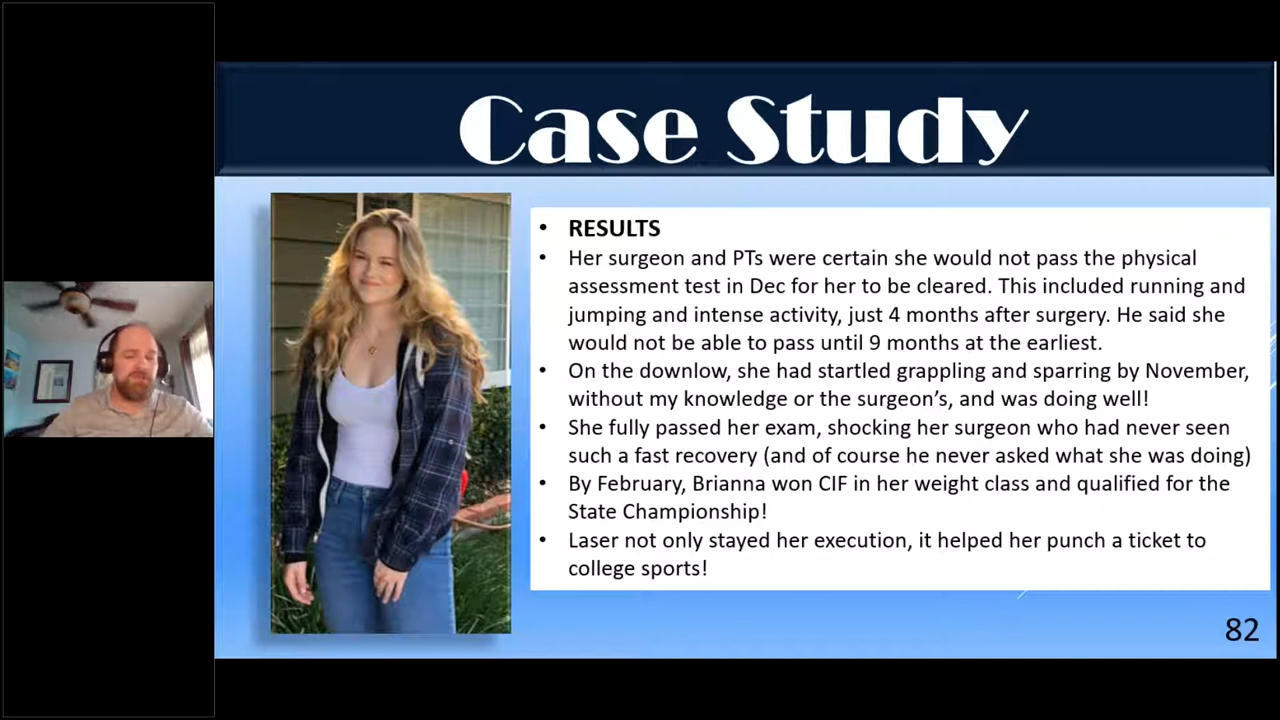 Case Study
• RESULTS
• Her surgeon and PTs were certain she would not pass the physical
assessment test in Dec for her to be cleared. This included running and
jumping and intense activity, just 4 months after surgery. He said she
would not be able to pass until 9 months at the earliest.
• On the downlow, she had startled grappling and sparring by November,
without my knowledge or the surgeon’s, and was doing well!
• She fully passed her exam, shocking her surgeon who had never seen
such a fast recovery (and of course he never asked what she was doing)
• By February, Brianna won CIF in her weight class and qualified for the
State Championship!
• Laser not only stayed her execution, it helped her punch a ticket to
college sports!
82